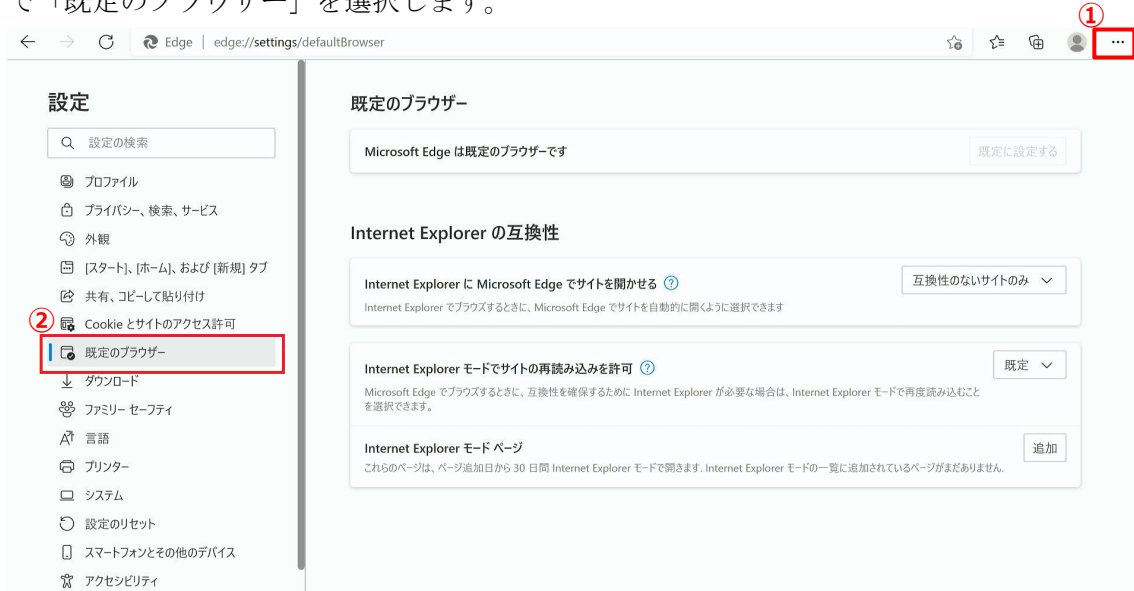 で「既定のブラウザー」を選択します。
①
Edge | edge://settings/defaultBrowser
設定
設定の検索
プロファイル
プライバシー、検索、サービス
外観
[スタート]、[ホーム]、および [新規] タブ
共有、コピーして貼り付け
②
Cookie とサイトのアクセス許可
既定のブラウザー
ダウンロード
ファミリー セーフティ
言語
プリンター
システム
設定のリセット
スマートフォンとその他のデバイス
アクセシビリティ
既定のブラウザー
Microsoft Edge は既定のブラウザーです
既定に設定する
Internet Explorer の互換性
Internet Explorer に Microsoft Edge でサイトを開かせる
互換性のないサイトのみ
Internet Explorer でブラウズするときに、Microsoft Edge でサイトを自動的に開くように選択できます
Internet Explorer モードでサイトの再読み込みを許可
既定
Microsoft Edge でブラウズするときに、互換性を確保するために Internet Explorer が必要な場合は、Internet Explorer モードで再度読み込むこと
を選択できます。
Internet Explorer モード ページ
追加
これらのページは、ページ追加日から 30 日間 Internet Explorer モードで開きます. Internet Explorer モードの一覧に追加されているページがまだありません.